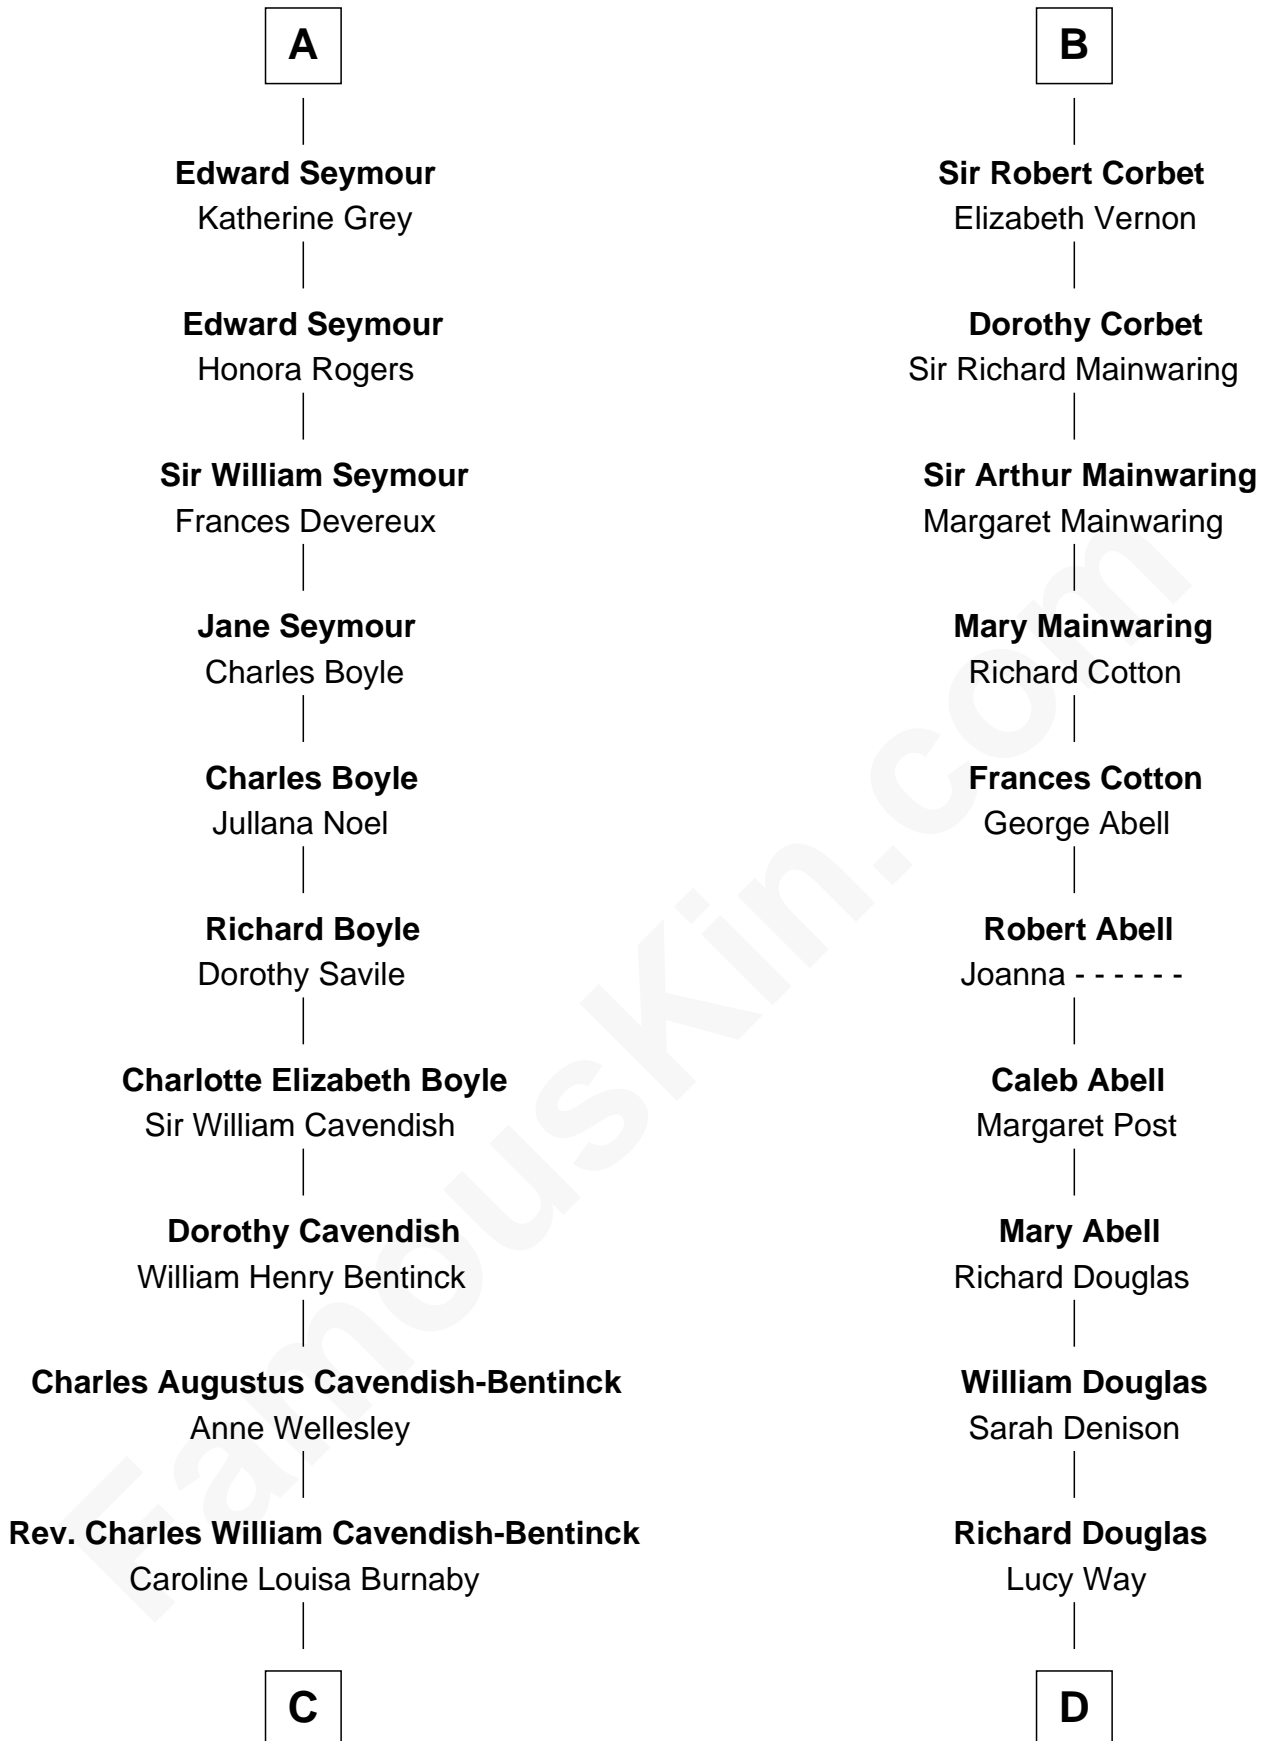 A
Edward Seymour
Katherine Grey
Edward Seymour
Honora Rogers
Sir William Seymour
Frances Devereux
Jane Seymour
Charles Boyle
Charles Boyle
Jullana Noel
Richard Boyle
Dorothy Savile
Charlotte Elizabeth Boyle
Sir William Cavendish
Dorothy Cavendish
William Henry Bentinck
Charles Augustus Cavendish-Bentinck
Anne Wellesley
Rev. Charles William Cavendish-Bentinck
Caroline Louisa Burnaby
C
B
Sir Robert Corbet
Elizabeth Vernon
Dorothy Corbet
Sir Richard Mainwaring
Sir Arthur Mainwaring
Margaret Mainwaring
Mary Mainwaring
Richard Cotton
Frances Cotton
George Abell
Robert Abell
Joanna - - - - - -
Caleb Abell
Margaret Post
Mary Abell
Richard Douglas
William Douglas
Sarah Denison
Richard Douglas
Lucy Way
D
FamousKin.com